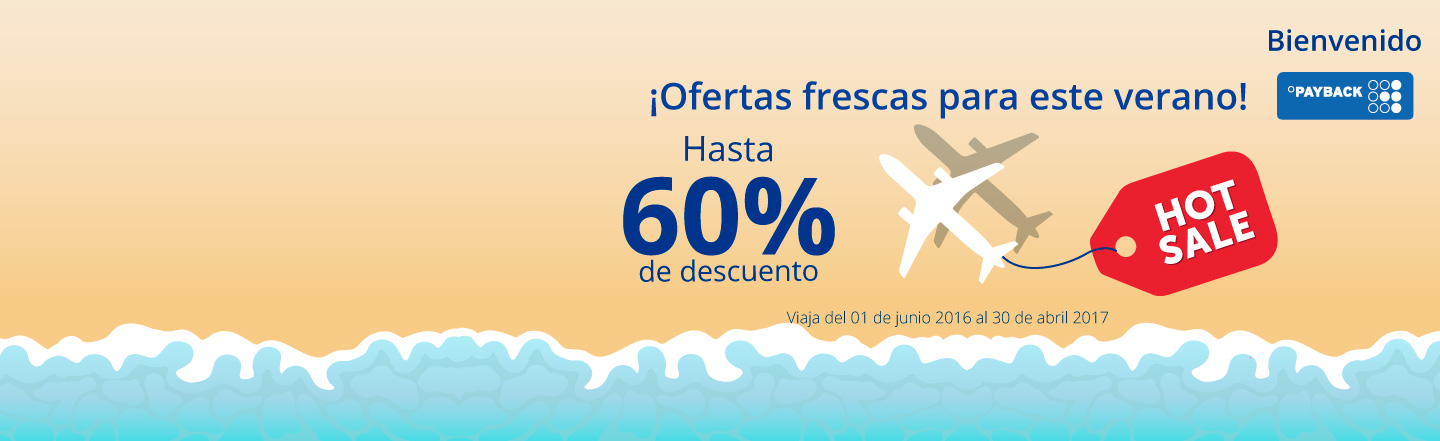 Bienvenido
¡Ofertas frescas para este verano!
PAYBACK
Hasta
60%
de descuento
HOT
SALE
Viaja del 01 de junio 2016 al 30 de abril 2017